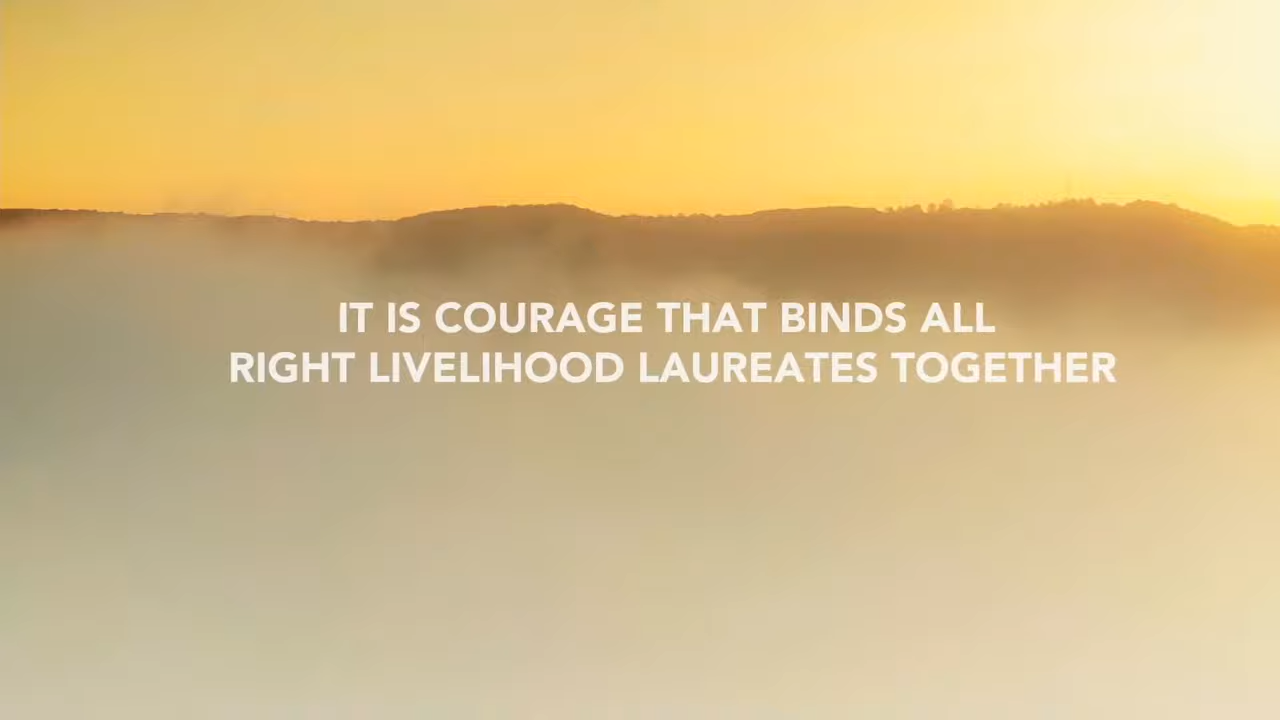 IT IS COURAGE THAT BINDS ALL
RIGHT LIVELIHOOD LAUREATES TOGETHER